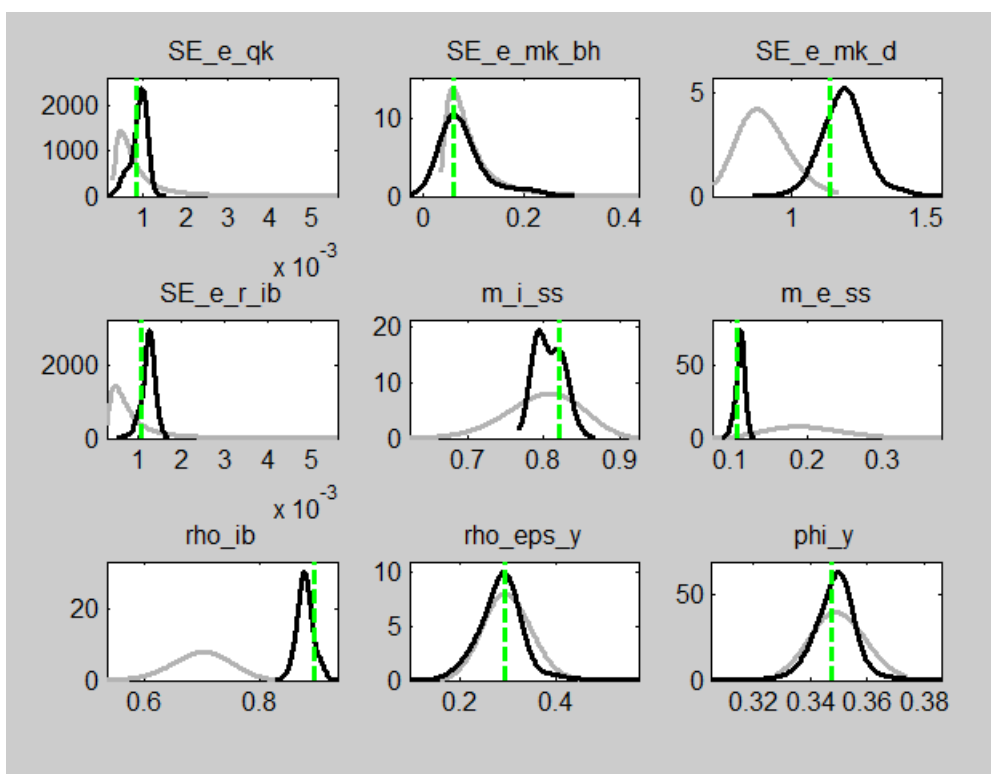 SE_e_qk SE_e_mk_bh SE_e_mk_d
2000 1000 0 1 2 3 4 5 x 10⁻³
10 5 0 0 0.2 0.4
5 0 1 1.5
SE_e_r_ib m_i_ss m_e_ss
2000 0 1 2 3 4 5 x 10⁻³
20 10 0 0.7 0.8 0.9
50 0 0.1 0.2 0.3
rho_ib rho_eps_y phi_y
20 0 0.6 0.8
10 5 0 0.2 0.4
50 0 0.32 0.34 0.36 0.38